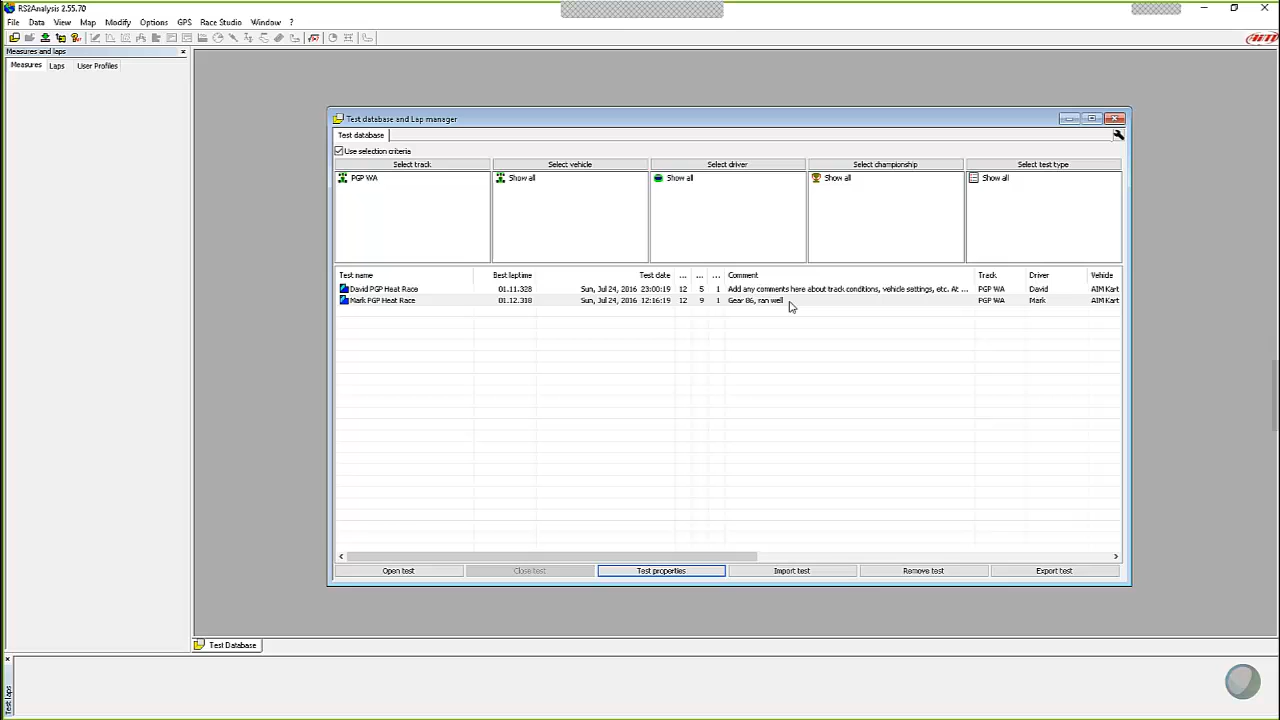 RS2Analysis 2.55.70
File Data View Map Modify Options GPS Race Studio Window ?
Measures and laps
Measures Laps User Profiles
Test database and Lap manager
Test database
Use selection criteria
Select track Select vehicle Select driver Select championship Select test type
PGP WA Show all Show all Show all Show all
Test name Best laptime Test date ... ... ... Comment Track Driver Vehicle
David PGP Heat Race 01.11.328 Sun, Jul 24, 2016 23:00:19 12 5 1 Add any comments here about track conditions, vehicle settings, etc. At ... PGP WA David AIM Kart
Mark PGP Heat Race 01.12.318 Sun, Jul 24, 2016 12:16:19 12 9 1 Gear 86, ran well PGP WA Mark AIM Kart
Open test Close test Test properties Import test Remove test Export test
Test Database
Test laps